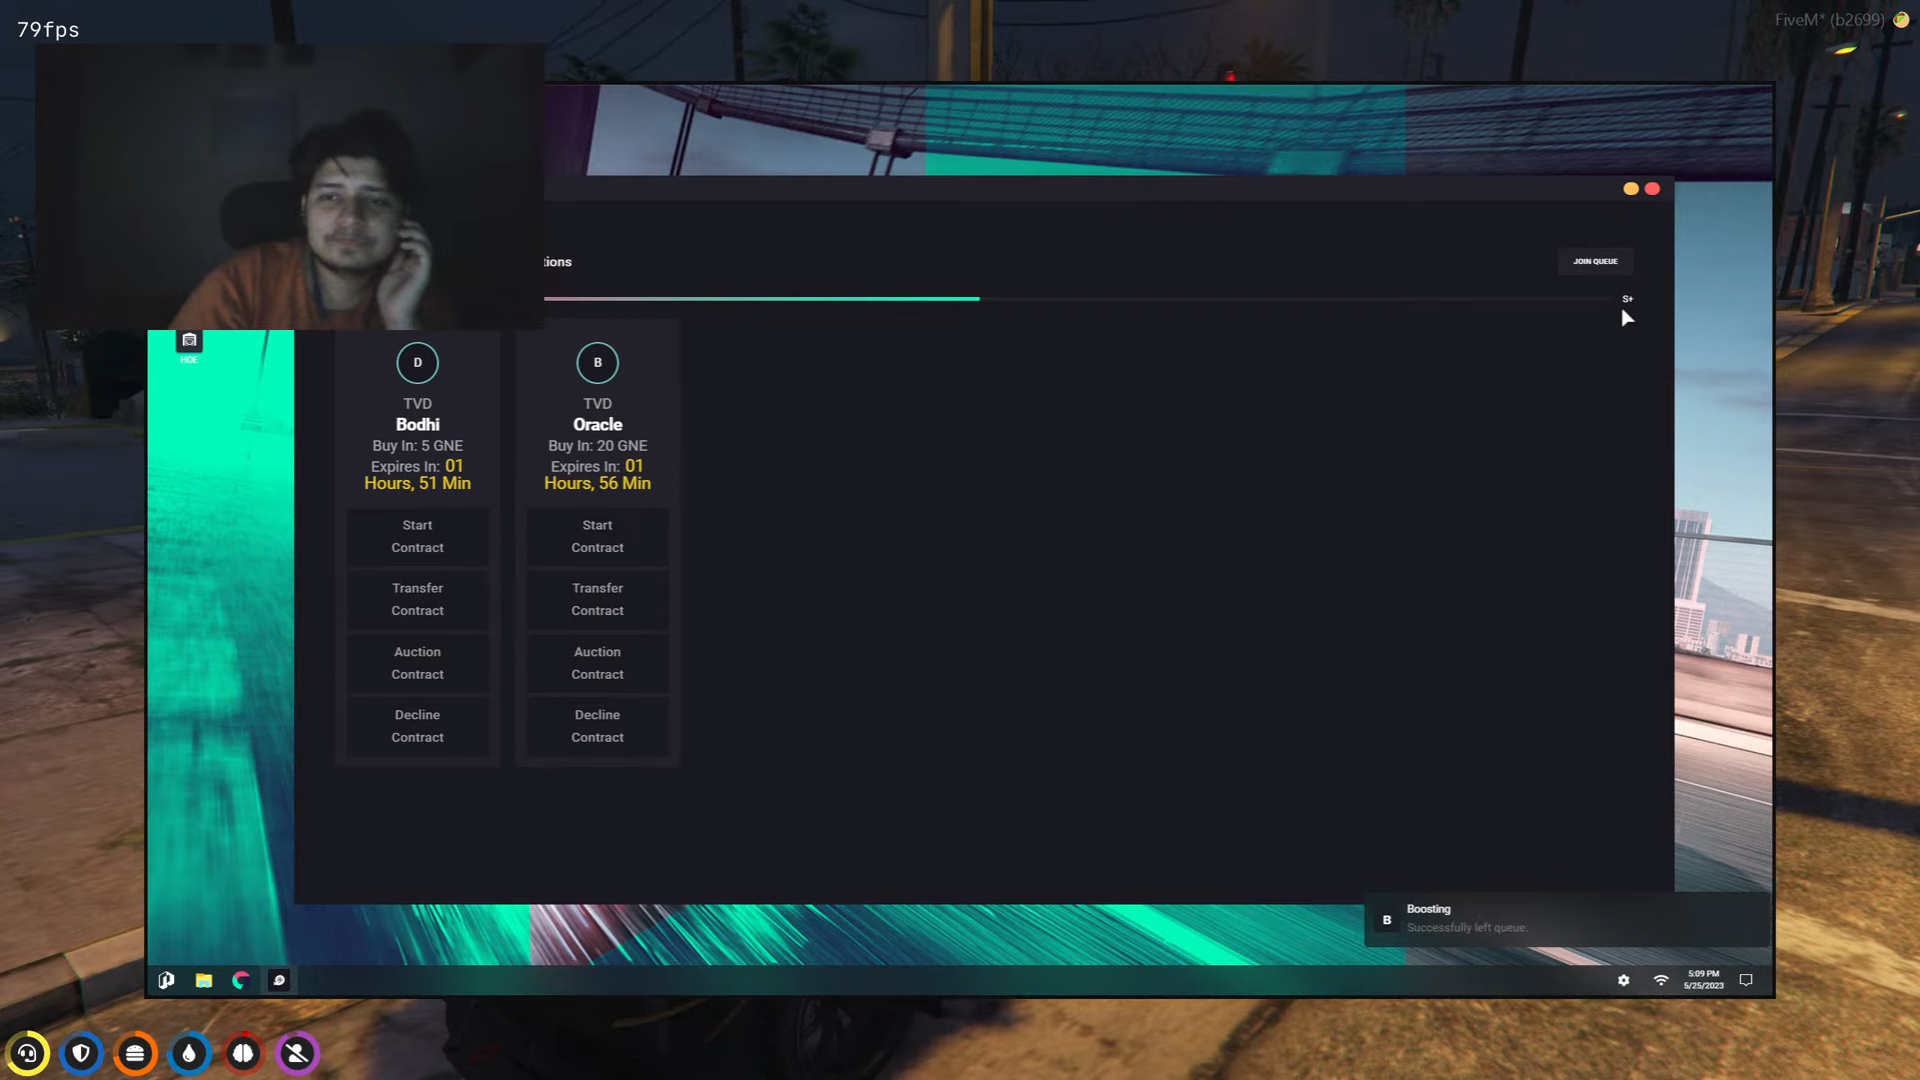 79fps
FiveM* (b2699)
tions
JOIN QUEUE
S+
HOE
D
TVD
Bodhi
Buy In: 5 GNE
Expires In: 01
Hours, 51 Min
Start
Contract
Transfer
Contract
Auction
Contract
Decline
Contract
B
TVD
Oracle
Buy In: 20 GNE
Expires In: 01
Hours, 56 Min
Start
Contract
Transfer
Contract
Auction
Contract
Decline
Contract
B
Boosting
Successfully left queue.
5:09 PM
5/25/2023